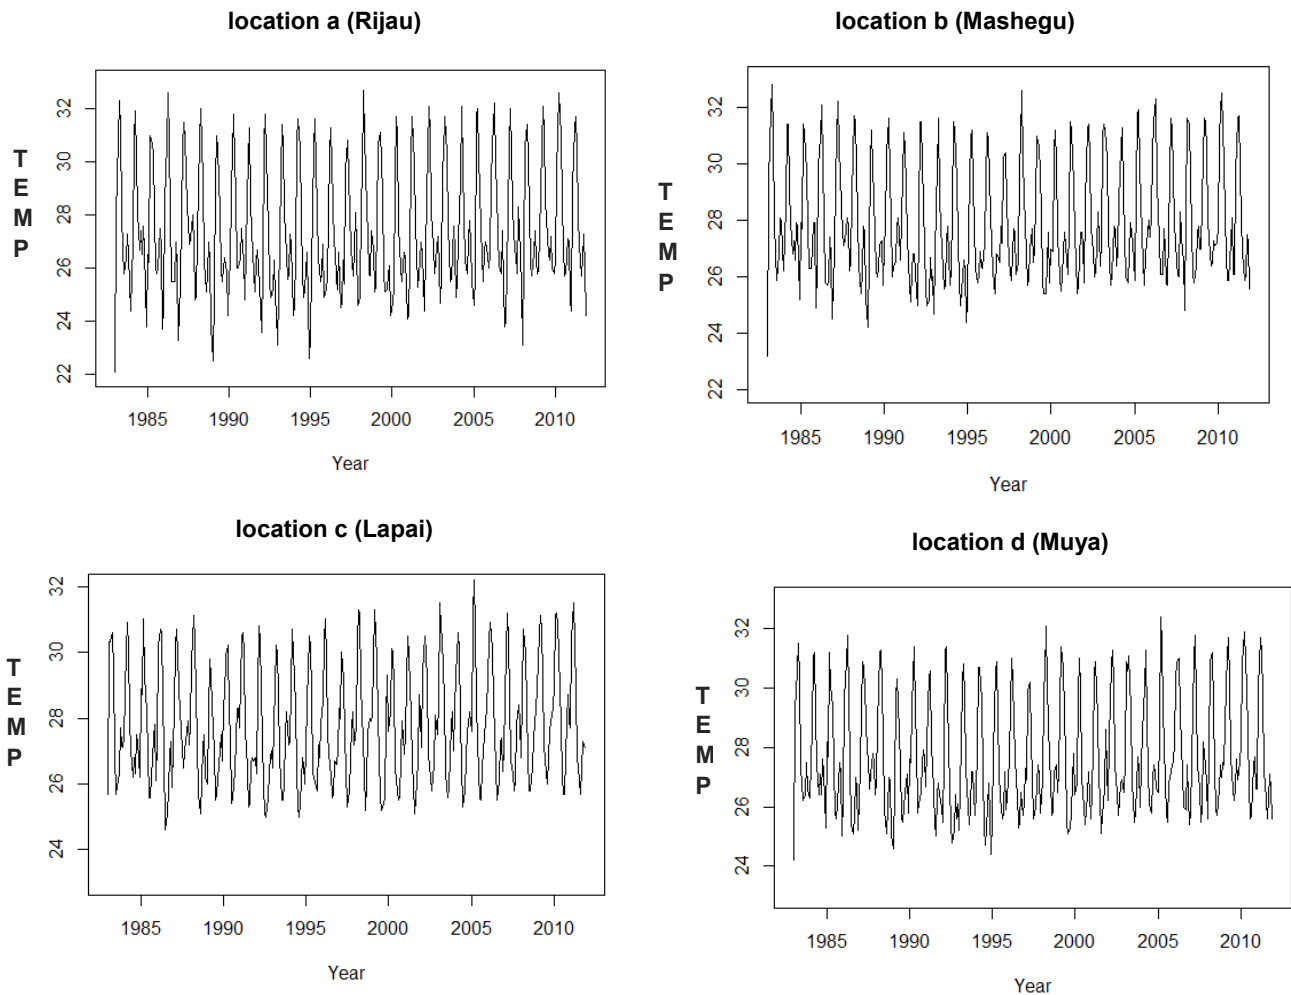 location a (Rijau)
T
E
M
P
32
30
28
26
24
22
1985 1990 1995 2000 2005 2010
Year
location b (Mashegu)
T
E
M
P
32
30
28
26
24
22
1985 1990 1995 2000 2005 2010
Year
location c (Lapai)
T
E
M
P
32
30
28
26
24
1985 1990 1995 2000 2005 2010
Year
location d (Muya)
T
E
M
P
32
30
28
26
24
1985 1990 1995 2000 2005 2010
Year